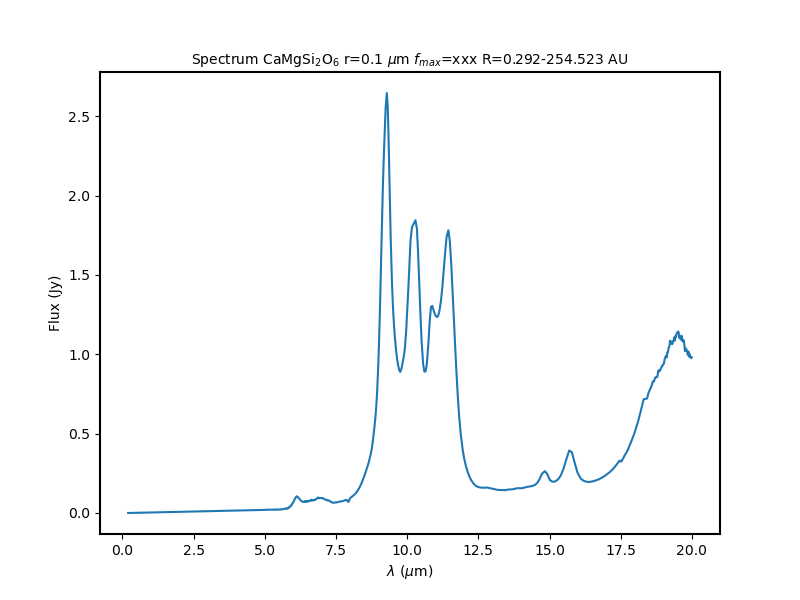 Spectrum CaMgSi₂O₆ r=0.1 μm fₘₐₓ=xxx R=0.292-254.523 AU
2.5
2.0
1.5
1.0
0.5
0.0
Flux (Jy)
0.0 2.5 5.0 7.5 10.0 12.5 15.0 17.5 20.0
λ (μm)